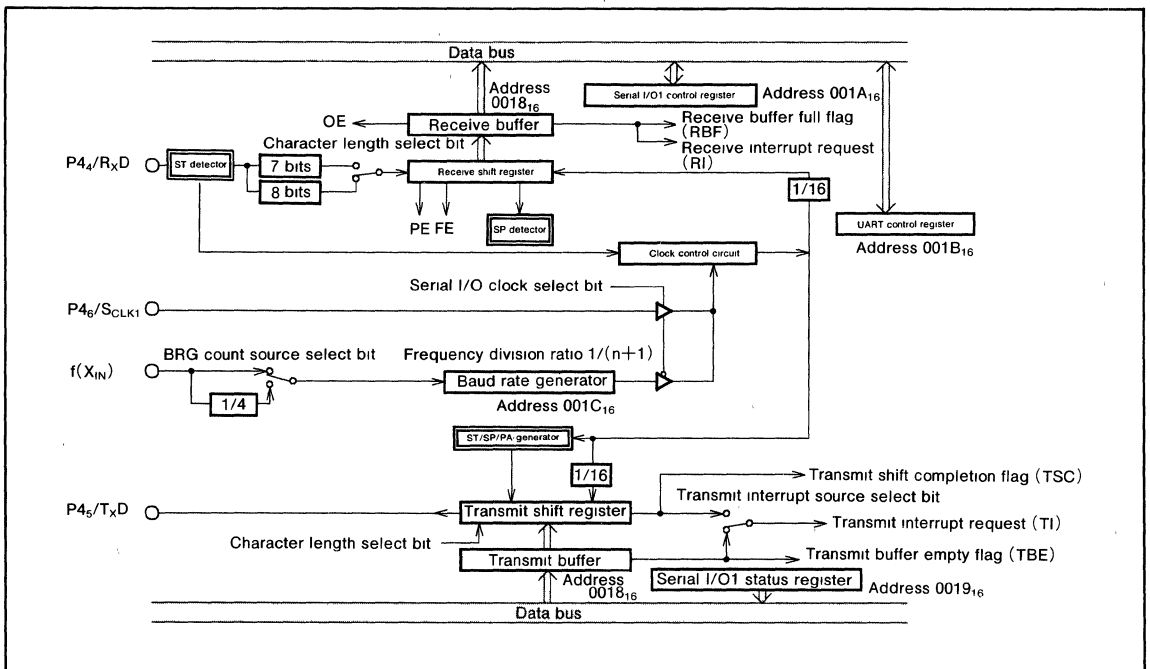 Data bus
Address
0018₁₆
Serial I/O1 control register
Address 001A₁₆
OE
Receive buffer
Receive buffer full flag
(RBF)
Character length select bit
Receive interrupt request
(RI)
P4₄/RXD
ST detector
7 bits
8 bits
Receive shift register
1/16
PE FE
SP detector
UART control register
Address 001B₁₆
Clock control circuit
Serial I/O clock select bit
P4₆/SCLK1
BRG count source select bit
Frequency division ratio 1/(n+1)
f(XIN)
Baud rate generator
1/4
Address 001C₁₆
ST/SP/PA generator
1/16
Transmit shift completion flag (TSC)
Transmit interrupt source select bit
P4₅/TXD
Transmit shift register
Transmit interrupt request (TI)
Character length select bit
Transmit buffer
Transmit buffer empty flag (TBE)
Address
0018₁₆
Serial I/O1 status register
Address 0019₁₆
Data bus